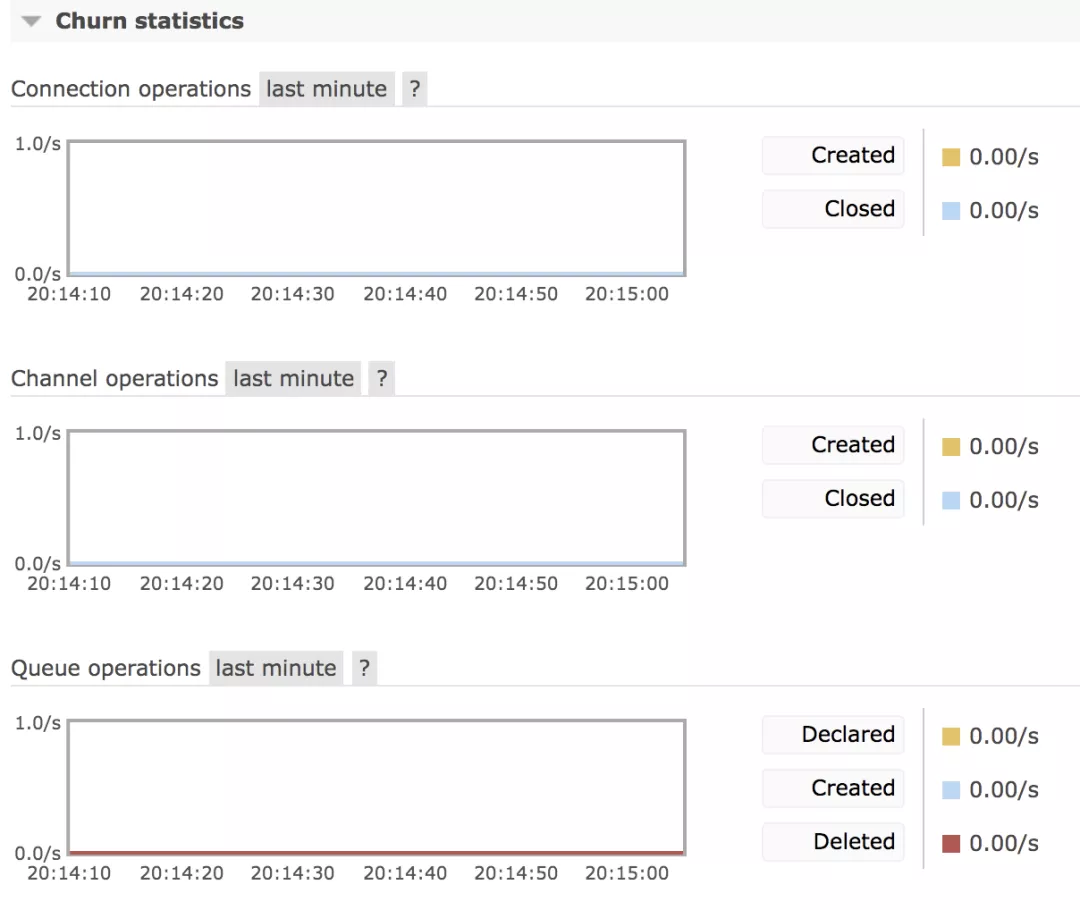 Churn statistics
Connection operations last minute ?
1.0/s
Created 0.00/s
Closed 0.00/s
0.0/s
20:14:10 20:14:20 20:14:30 20:14:40 20:14:50 20:15:00
Channel operations last minute ?
1.0/s
Created 0.00/s
Closed 0.00/s
0.0/s
20:14:10 20:14:20 20:14:30 20:14:40 20:14:50 20:15:00
Queue operations last minute ?
1.0/s
Declared 0.00/s
Created 0.00/s
Deleted 0.00/s
0.0/s
20:14:10 20:14:20 20:14:30 20:14:40 20:14:50 20:15:00